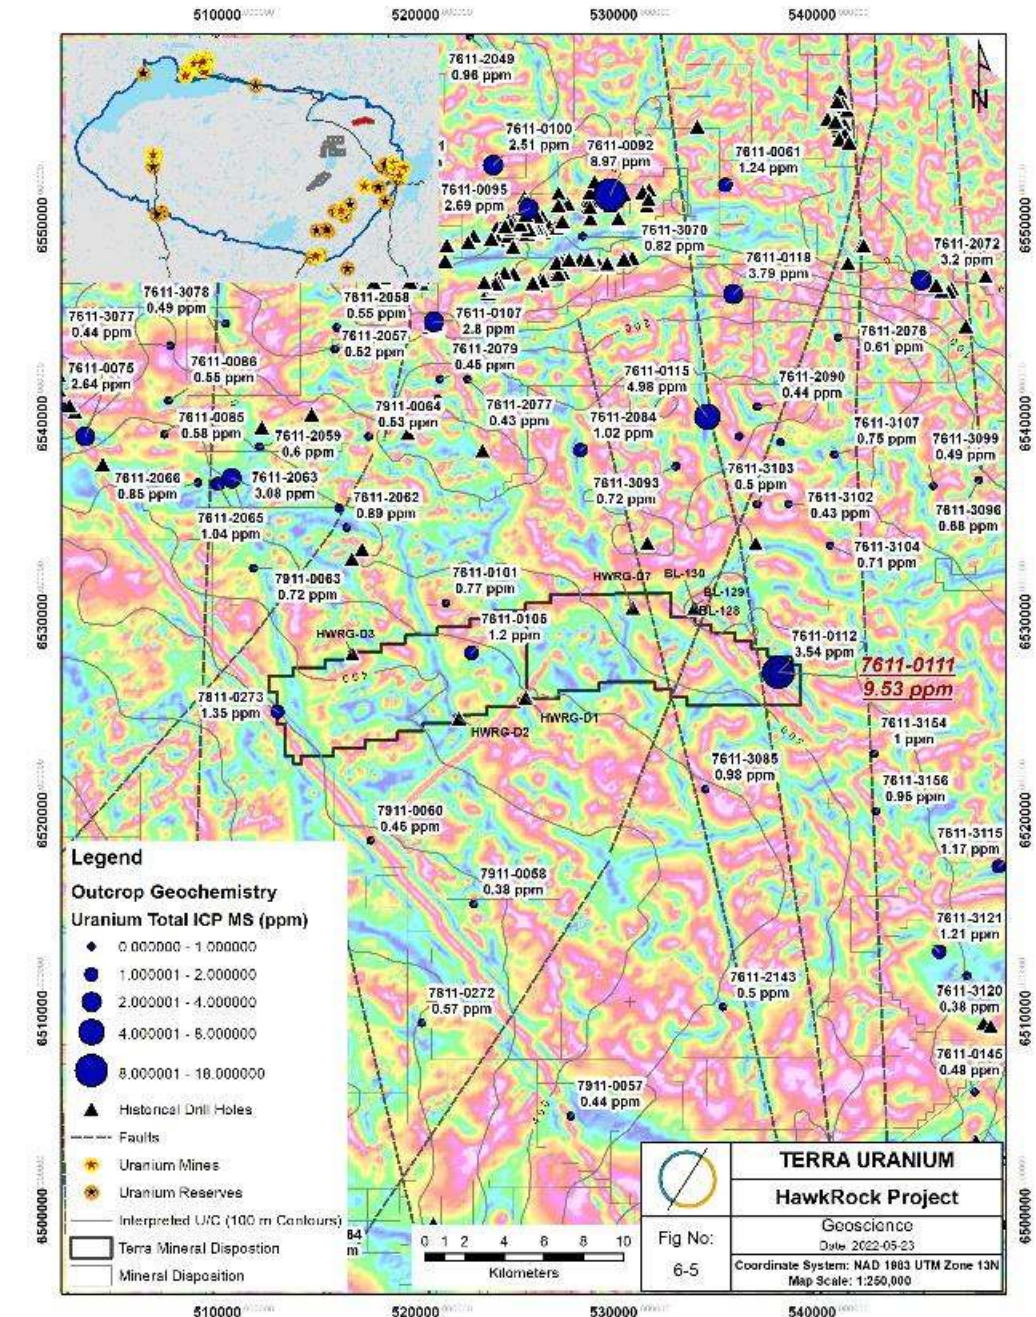 510000
520000
530000
540000
7611-2049
0.96 ppm
7611-0100
2.51 ppm
7611-0092
8.97 ppm
7611-0061
1.24 ppm
7611-0095
2.69 ppm
7611-3070
0.82 ppm
7611-0118
3.79 ppm
7611-2072
3.2 ppm
N
6550000
6550000
7611-3078
0.49 ppm
7611-2058
0.55 ppm
7611-3077
0.44 ppm
7611-0107
2.8 ppm
7611-2057
0.52 ppm
7611-2079
0.45 ppm
7611-2076
0.61 ppm
7611-0075
2.64 ppm
7611-0086
0.55 ppm
7611-0115
4.98 ppm
7611-2090
0.44 ppm
7611-0085
0.58 ppm
7911-0064
0.53 ppm
7611-2077
0.43 ppm
7611-2084
1.02 ppm
7611-3107
0.75 ppm
7611-3099
0.49 ppm
6540000
6540000
7611-2059
0.6 ppm
7611-2066
0.85 ppm
7611-2063
3.08 ppm
7611-2062
0.89 ppm
7611-3093
0.72 ppm
7611-3103
0.5 ppm
7611-3102
0.43 ppm
7611-3096
0.68 ppm
7611-2065
1.04 ppm
7611-3104
0.71 ppm
7911-0063
0.72 ppm
7611-0101
0.77 ppm
HWRG-07
BL-130
BL-129
BL-128
6530000
6530000
7611-0105
1.2 ppm
HWRG-D3
400
7611-0112
3.54 ppm
7611-0111
9.53 ppm
7811-0273
1.35 ppm
HWRG-D1
HWRG-D2
7611-3154
1 ppm
7611-3085
0.98 ppm
7611-3156
0.95 ppm
6520000
6520000
7911-0060
0.46 ppm
7611-3115
1.17 ppm
7911-0058
0.38 ppm
7611-3121
1.21 ppm
7611-2143
0.5 ppm
7811-0272
0.57 ppm
7611-3120
0.38 ppm
6510000
6510000
7611-0145
0.48 ppm
7911-0057
0.44 ppm
6500000
6500000
Legend
Outcrop Geochemistry
Uranium Total ICP MS (ppm)
0.000000 - 1.000000
1.000001 - 2.000000
2.000001 - 4.000000
4.000001 - 8.000000
8.000001 - 18.000000
Historical Drill Holes
Faults
Uranium Mines
Uranium Reserves
Interpreted U/C (100 m Contours)
Terra Mineral Dispostion
Mineral Disposition
0 1 2 4 6 8 10
Kilometers
TERRA URANIUM
HawkRock Project
Fig No:
6-5
Geoscience
Date: 2022-05-23
Coordinate System: NAD 1983 UTM Zone 13N
Map Scale: 1:250,000
510000
520000
530000
540000